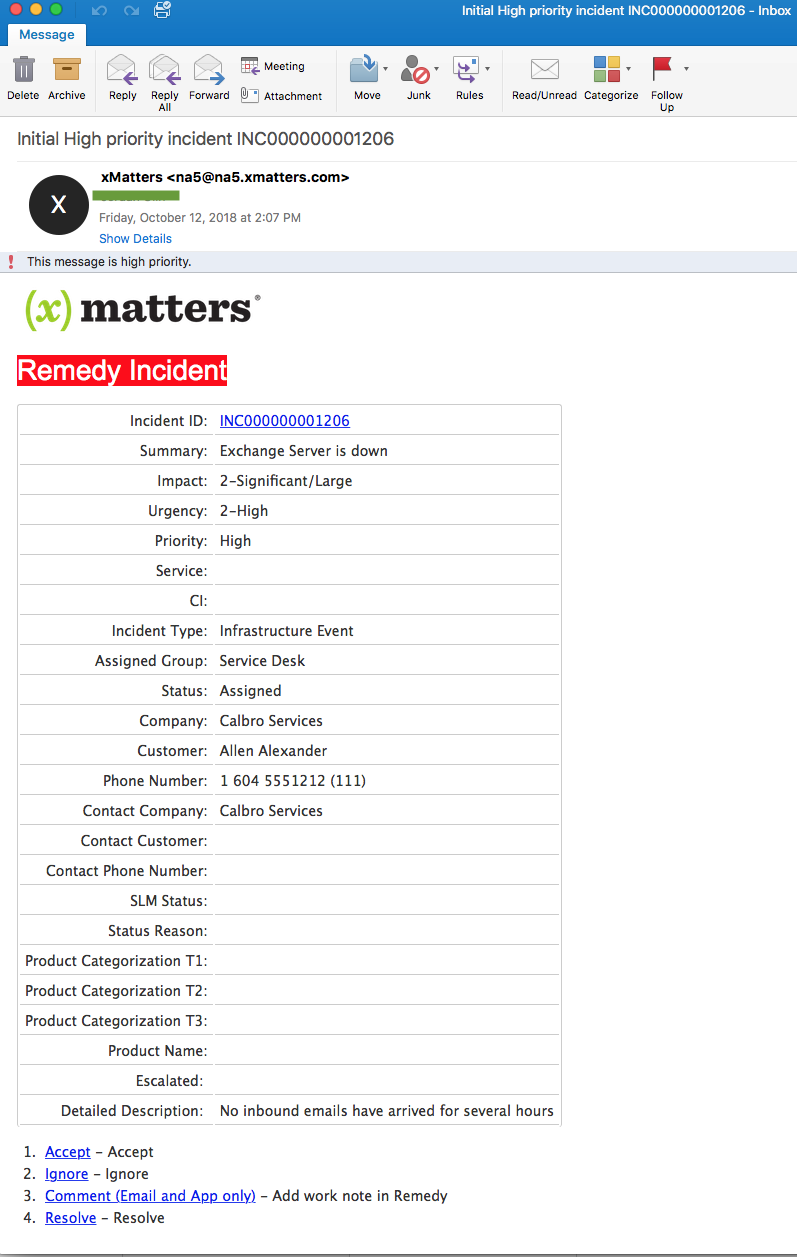 Initial High priority incident INC000000001206 - Inbox
Message
Delete
Archive
Reply
Reply All
Forward
Meeting
Attachment
Move
Junk
Rules
Read/Unread
Categorize
Follow Up
Initial High priority incident INC000000001206
X
xMatters <na5@na5.xmatters.com>
Friday, October 12, 2018 at 2:07 PM
Show Details
This message is high priority.
(x) matters®
Remedy Incident
Incident ID: INC000000001206
Summary: Exchange Server is down
Impact: 2-Significant/Large
Urgency: 2-High
Priority: High
Service:
CI:
Incident Type: Infrastructure Event
Assigned Group: Service Desk
Status: Assigned
Company: Calbro Services
Customer: Allen Alexander
Phone Number: 1 604 5551212 (111)
Contact Company: Calbro Services
Contact Customer:
Contact Phone Number:
SLM Status:
Status Reason:
Product Categorization T1:
Product Categorization T2:
Product Categorization T3:
Product Name:
Escalated:
Detailed Description: No inbound emails have arrived for several hours
1. Accept – Accept
2. Ignore – Ignore
3. Comment (Email and App only) – Add work note in Remedy
4. Resolve – Resolve